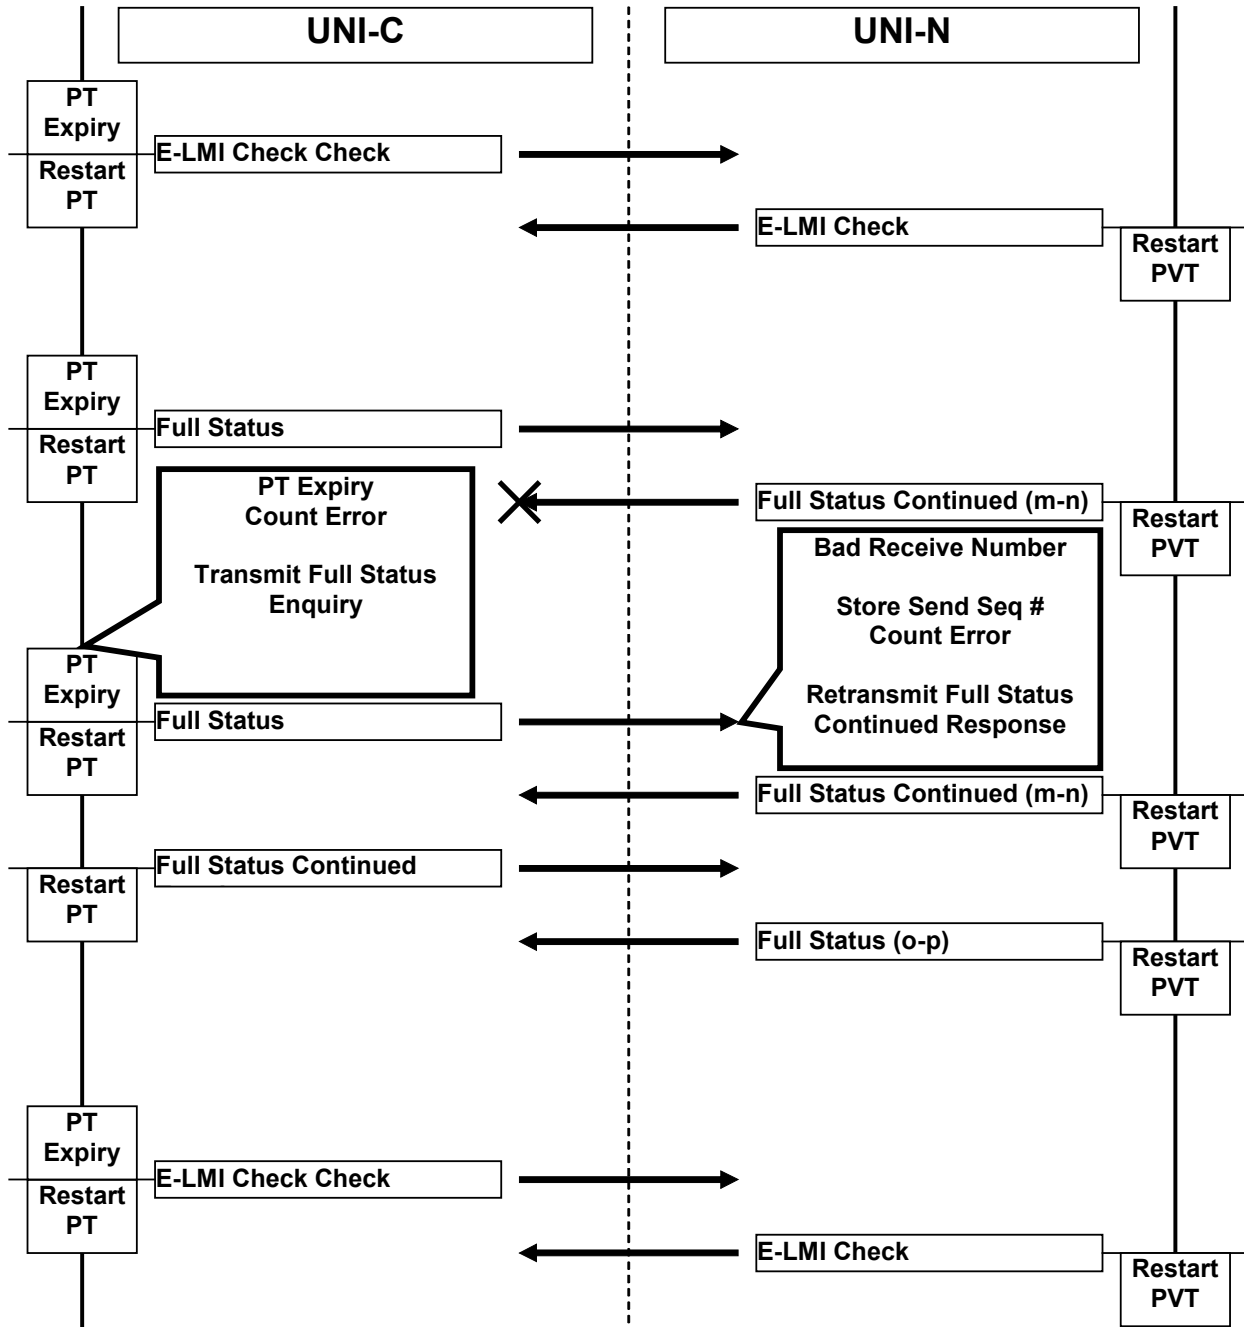 UNI-C
UNI-N
PT
Expiry
E-LMI Check Check
Restart
PT
E-LMI Check
Restart
PVT
PT
Expiry
Full Status
Restart
PT
PT Expiry
Count Error
Transmit Full Status
Enquiry
Full Status Continued (m-n)
Restart
PVT
Bad Receive Number
Store Send Seq #
Count Error
Retransmit Full Status
Continued Response
PT
Expiry
Full Status
Restart
PT
Full Status Continued (m-n)
Restart
PVT
Full Status Continued
Restart
PT
Full Status (o-p)
Restart
PVT
PT
Expiry
E-LMI Check Check
Restart
PT
E-LMI Check
Restart
PVT